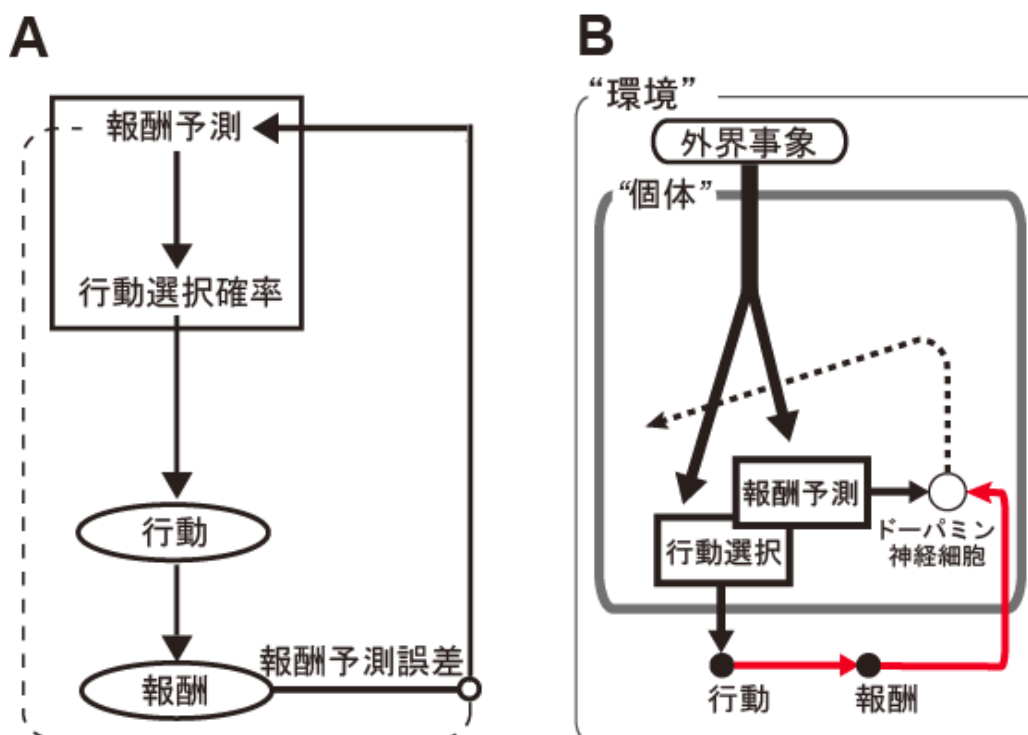 A
報酬予測
行動選択確率
行動
報酬予測誤差
報酬
B
“環境”
外界事象
“個体”
報酬予測
行動選択
ドーパミン
神経細胞
行動
報酬